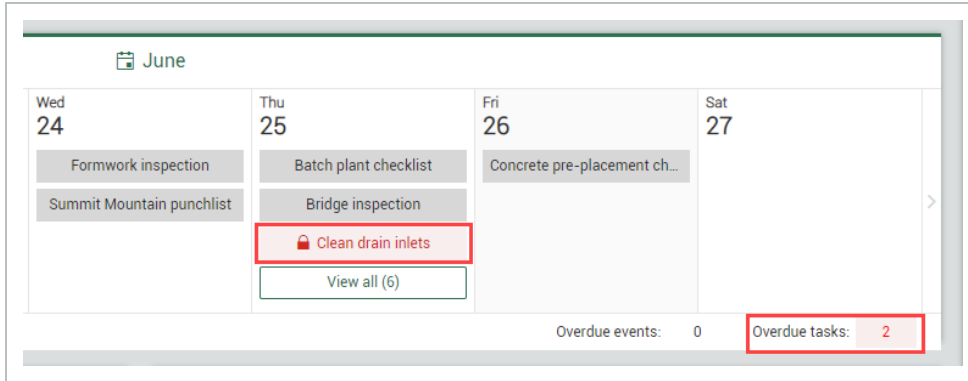 June
Wed
24
Formwork inspection
Summit Mountain punchlist
Thu
25
Batch plant checklist
Bridge inspection
Clean drain inlets
View all (6)
Fri
26
Concrete pre-placement ch...
Sat
27
Overdue events: 0 Overdue tasks: 2